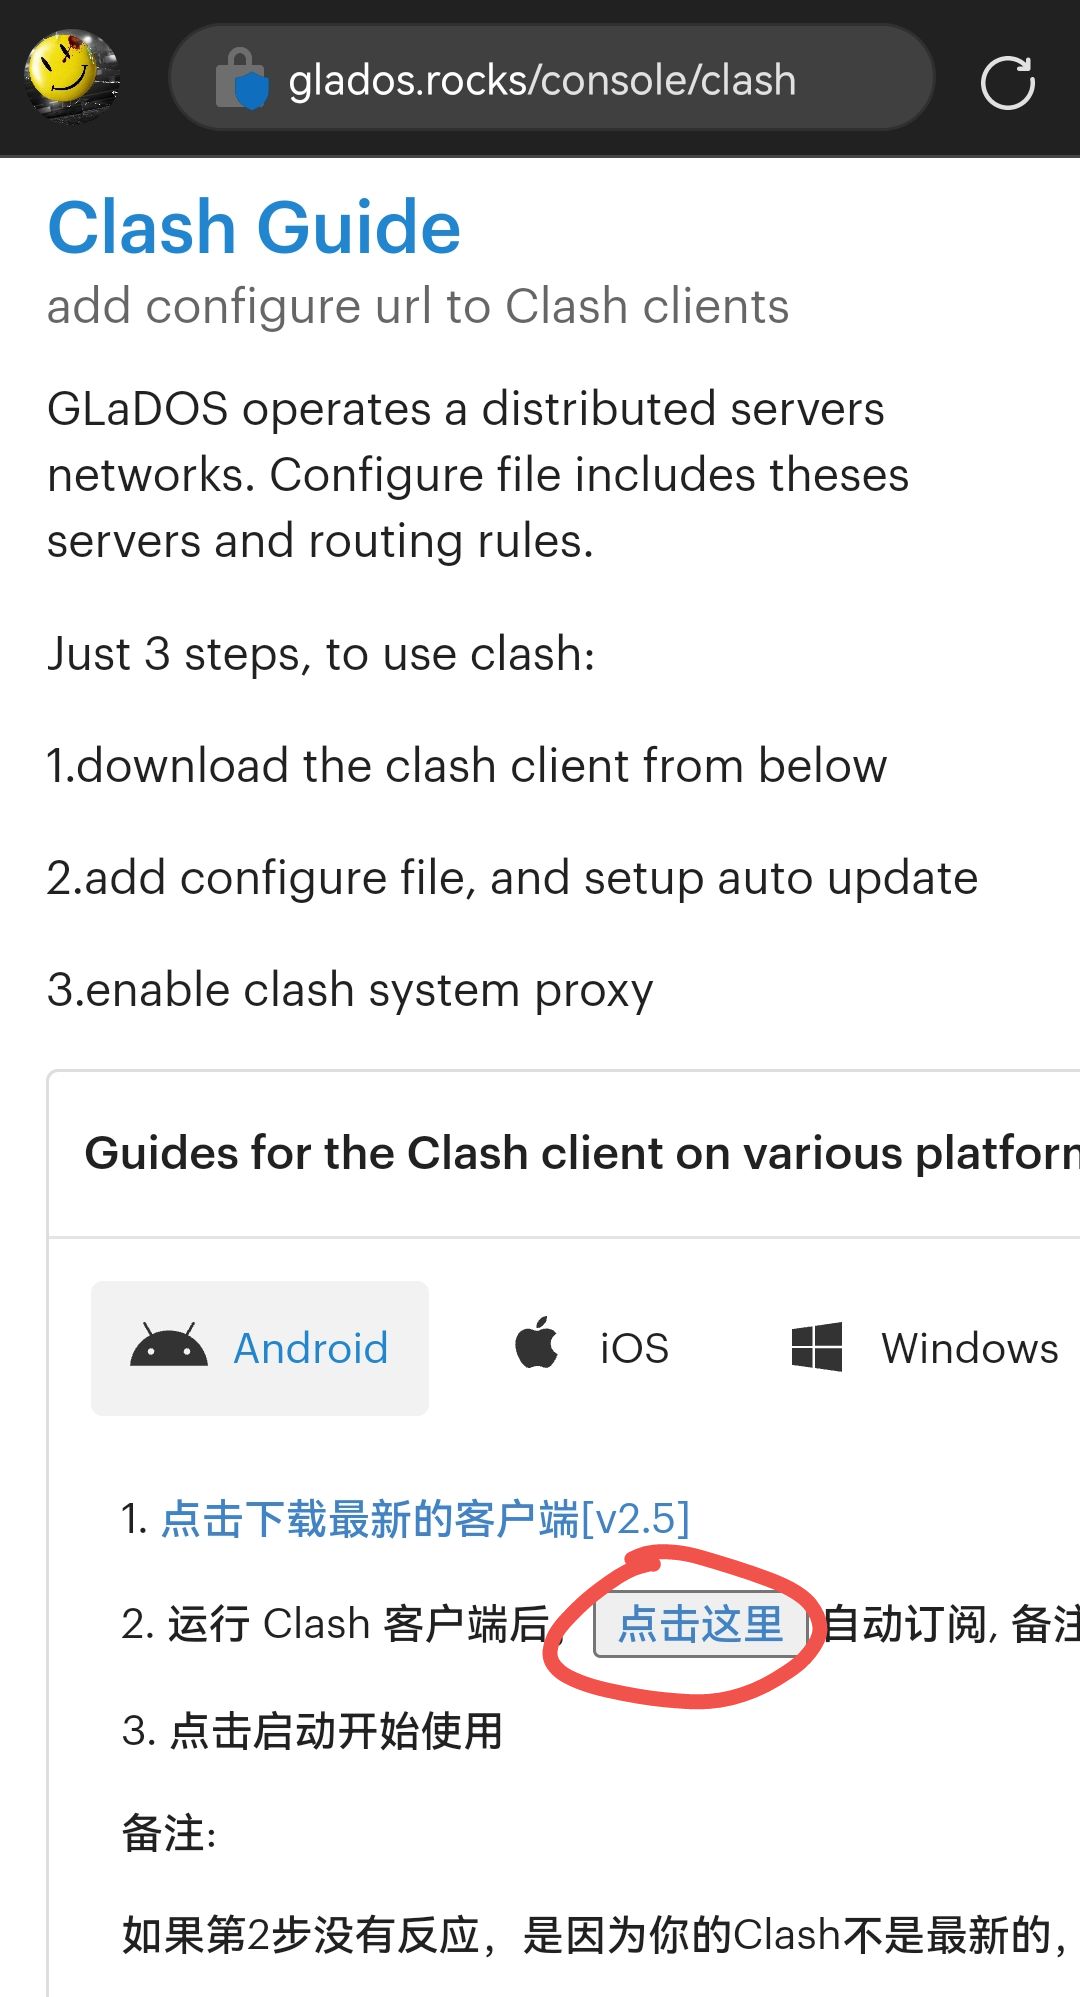 glados.rocks/console/clash
Clash Guide
add configure url to Clash clients
GLaDOS operates a distributed servers
networks. Configure file includes theses
servers and routing rules.
Just 3 steps, to use clash:
1.download the clash client from below
2.add configure file, and setup auto update
3.enable clash system proxy
Guides for the Clash client on various platform
Android iOS Windows
1. 点击下载最新的客户端[v2.5]
2. 运行 Clash 客户端后, 点击这里 自动订阅, 备注
3. 点击启动开始使用
备注:
如果第2步没有反应，是因为你的Clash不是最新的，